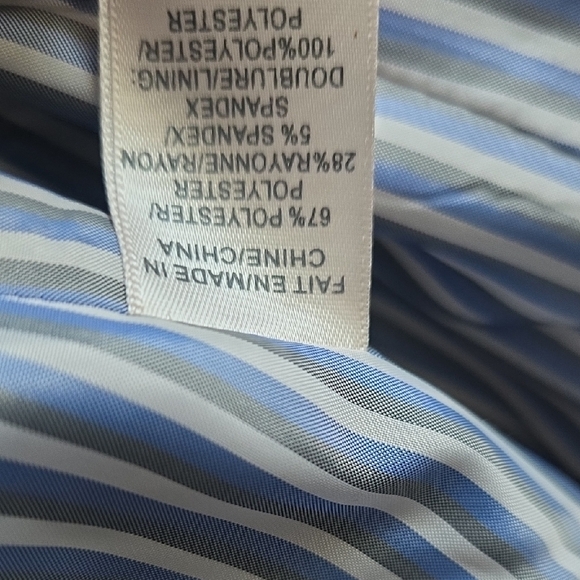 FAIT EN/MADE IN
CHINE/CHINA
67% POLYESTER/
POLYESTER
28%RAYONNE/RAYON
5% SPANDEX/
SPANDEX
DOUBLURE/LINING:
100%POLYESTER/
POLYESTER